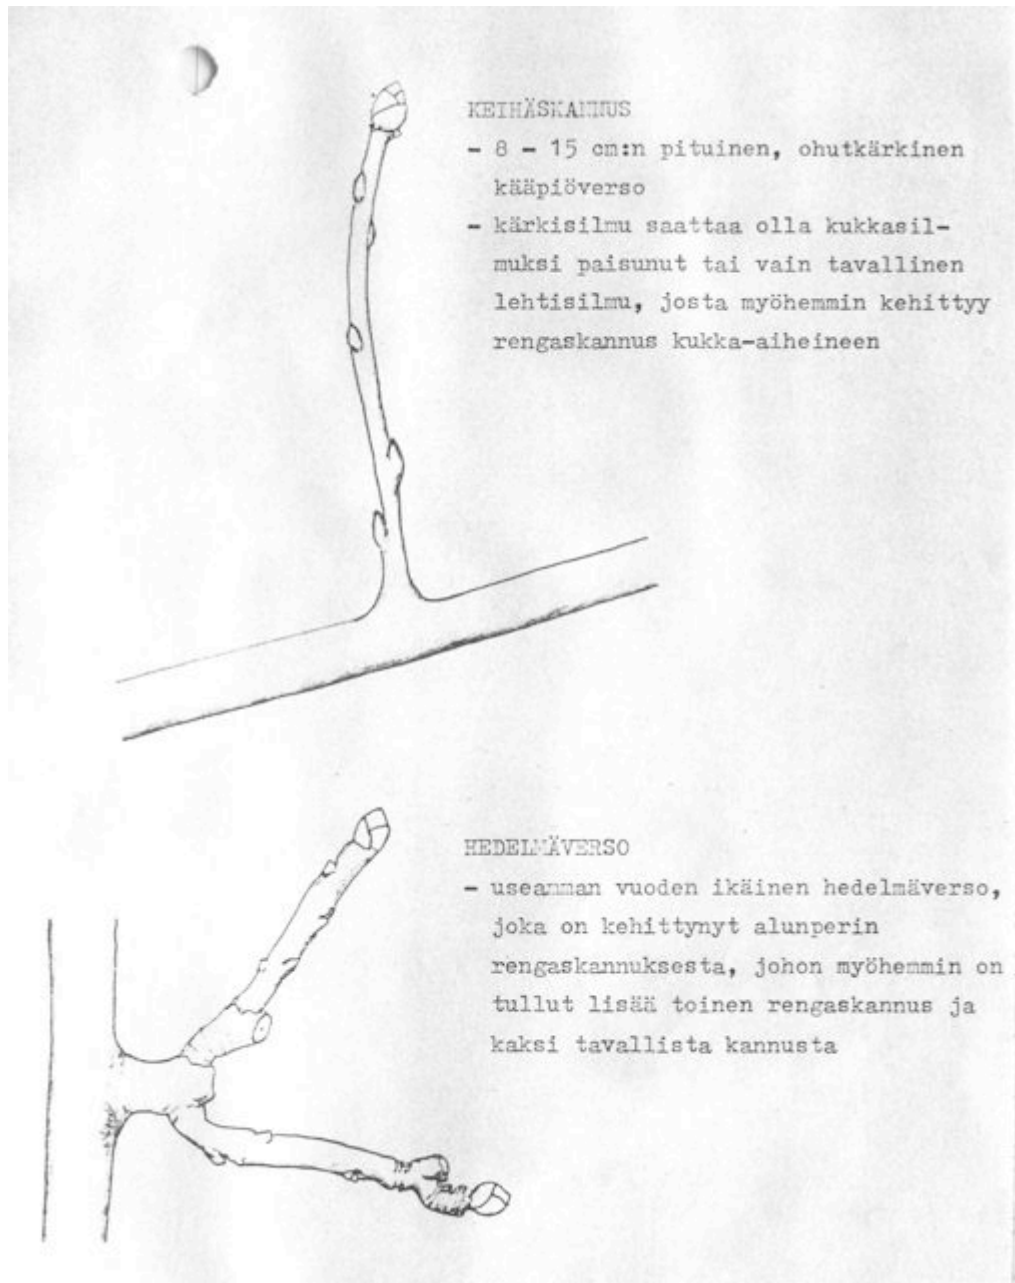 KEIHÄSKANNUS
- 8 - 15 cm:n pituinen, ohutkärkinen
kääpiöverso
- kärkisilmu saattaa olla kukkasil-
muksi paisunut tai vain tavallinen
lehtisilmu, josta myöhemmin kehittyy
rengaskannus kukka-aiheineen
HEDELMÄVERSO
- useamman vuoden ikäinen hedelmäverso,
joka on kehittynyt alunperin
rengaskannuksesta, johon myöhemmin on
tullut lisää toinen rengaskannus ja
kaksi tavallista kannusta